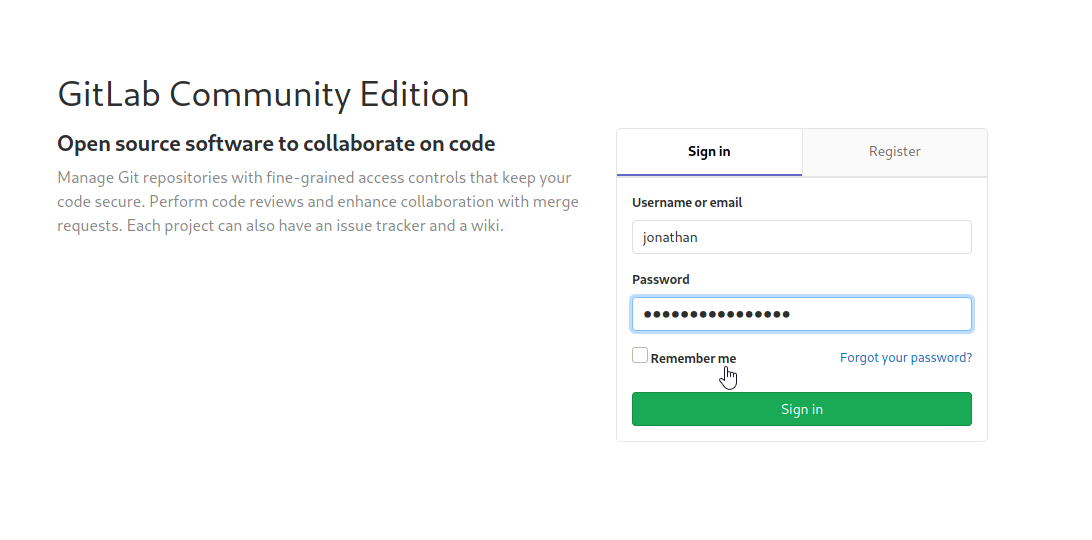 GitLab Community Edition
Open source software to collaborate on code
Manage Git repositories with fine-grained access controls that keep your
code secure. Perform code reviews and enhance collaboration with merge
requests. Each project can also have an issue tracker and a wiki.
Sign in
Register
Username or email
jonathan
Password
●●●●●●●●●●●●●●●●
Remember me
Forgot your password?
Sign in